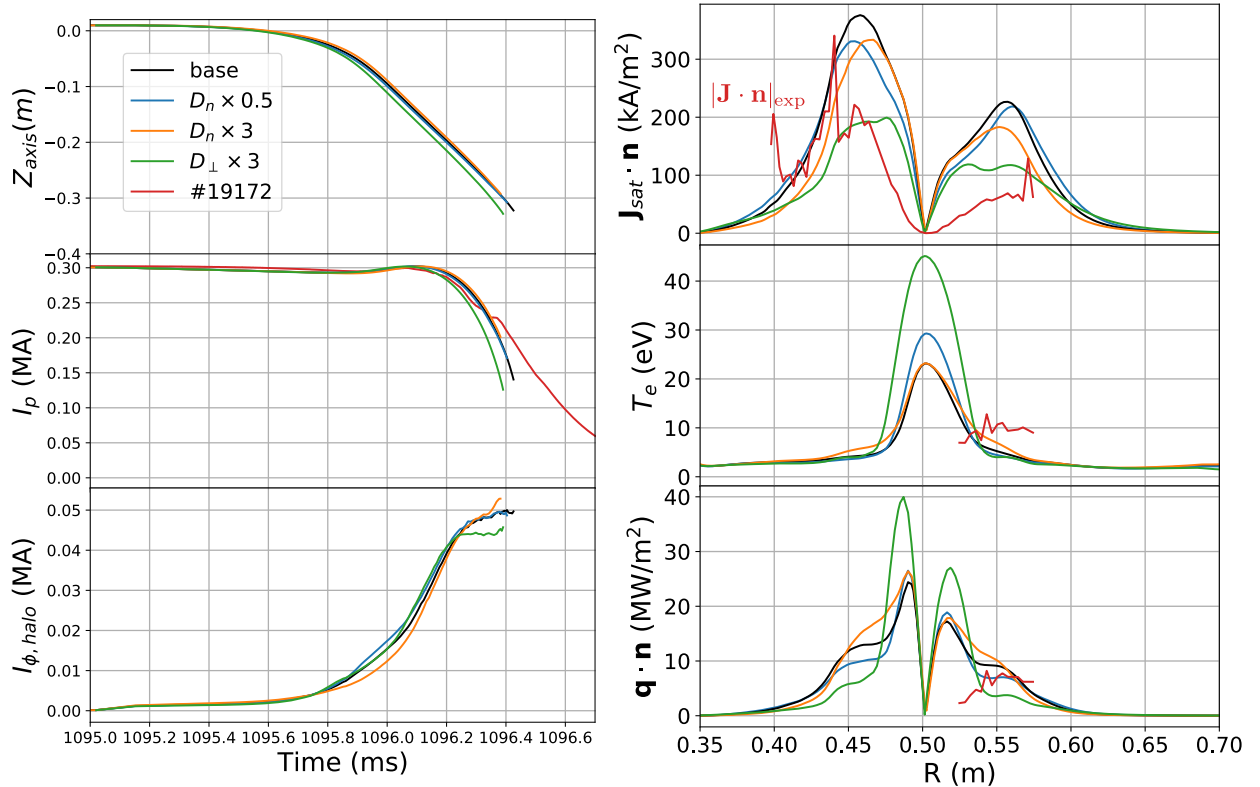 Z_axis(m)
0.0
−0.1
−0.2
−0.3
−0.4
base
D_n × 0.5
D_n × 3
D_⊥ × 3
#19172
I_p (MA)
0.30
0.25
0.20
0.15
0.10
0.05
0.00
I_ϕ, halo (MA)
0.05
0.04
0.03
0.02
0.01
0.00
1095.0 1095.2 1095.4 1095.6 1095.8 1096.0 1096.2 1096.4 1096.6
Time (ms)
J_sat · n (kA/m²)
300
200
100
0
|J · n|exp
T_e (eV)
40
30
20
10
0
q · n (MW/m²)
40
30
20
10
0
0.35 0.40 0.45 0.50 0.55 0.60 0.65 0.70
R (m)